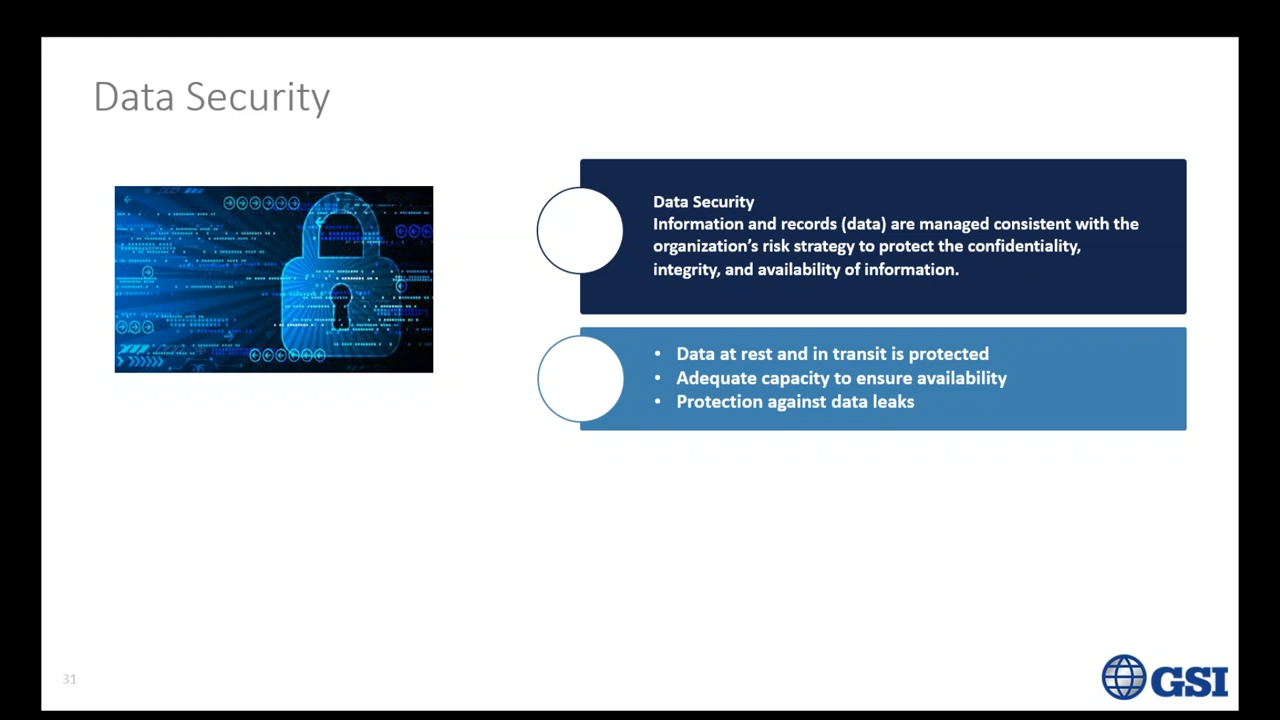 Data Security
Data Security
Information and records (data) are managed consistent with the
organization's risk strategy to protect the confidentiality,
integrity, and availability of information.
• Data at rest and in transit is protected
• Adequate capacity to ensure availability
• Protection against data leaks
31
GSI